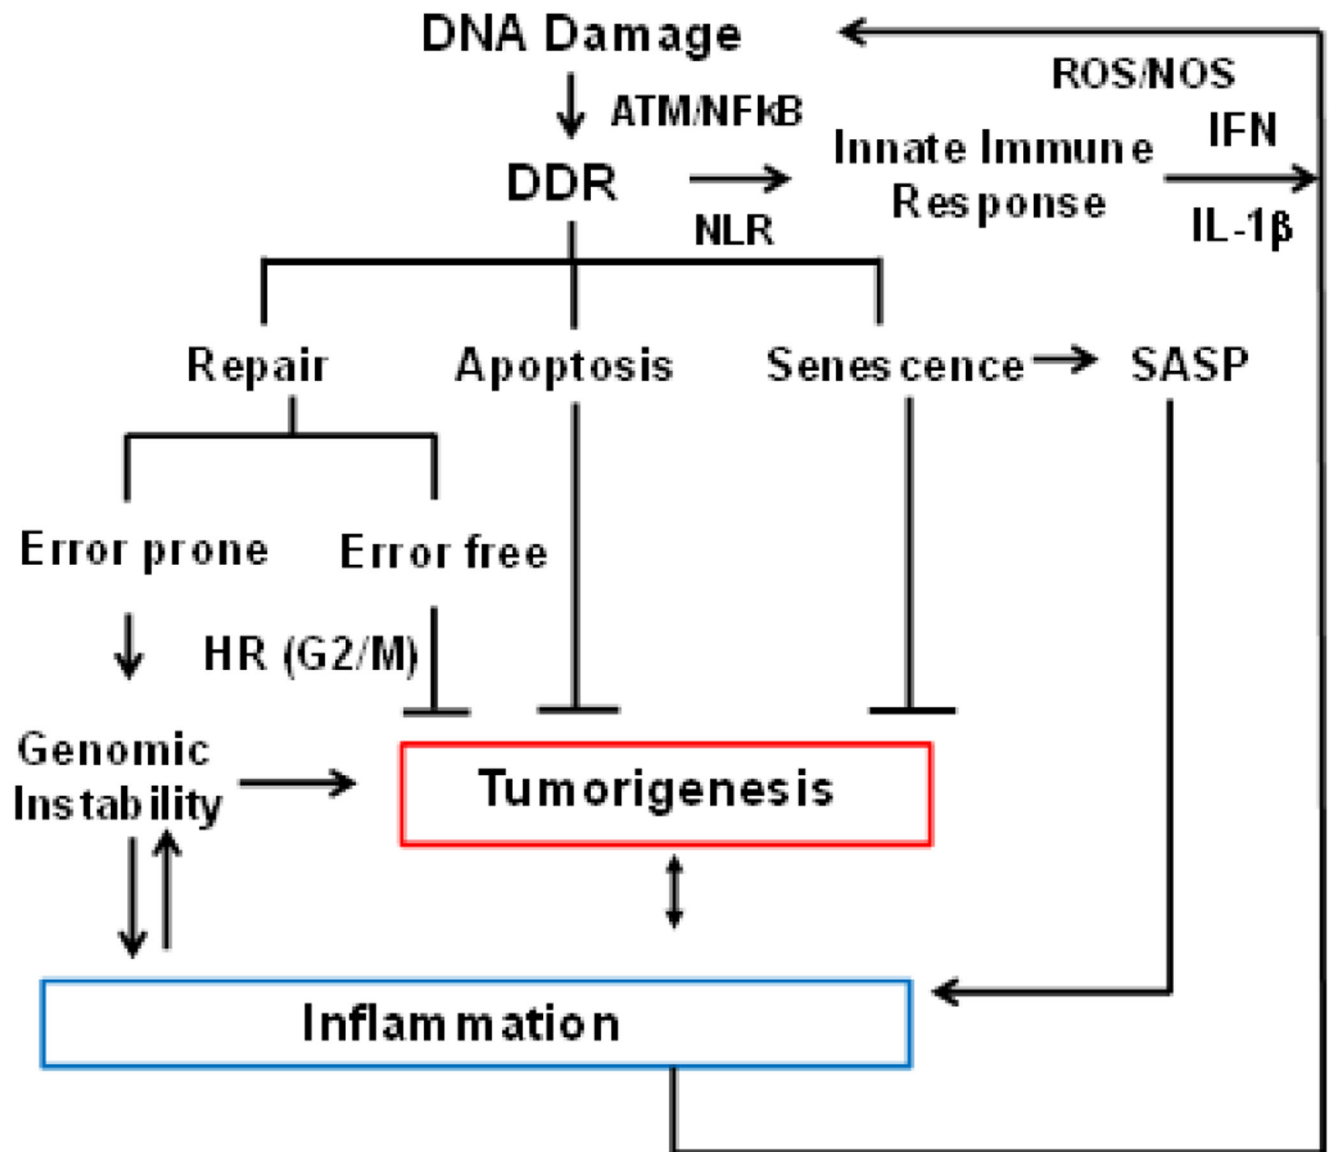 DNA Damage
ROS/NOS
ATM/NFkB
IFN
Innate Immune
Response
DDR
NLR
IL-1β
Repair
Apoptosis
Senescence
SASP
Error prone
Error free
HR (G2/M)
Genomic
Instability
Tumorigenesis
Inflammation